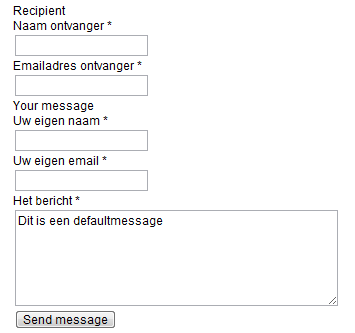 Recipient
Naam ontvanger *
Emailadres ontvanger *
Your message
Uw eigen naam *
Uw eigen email *
Het bericht *
Dit is een defaultmessage
Send message